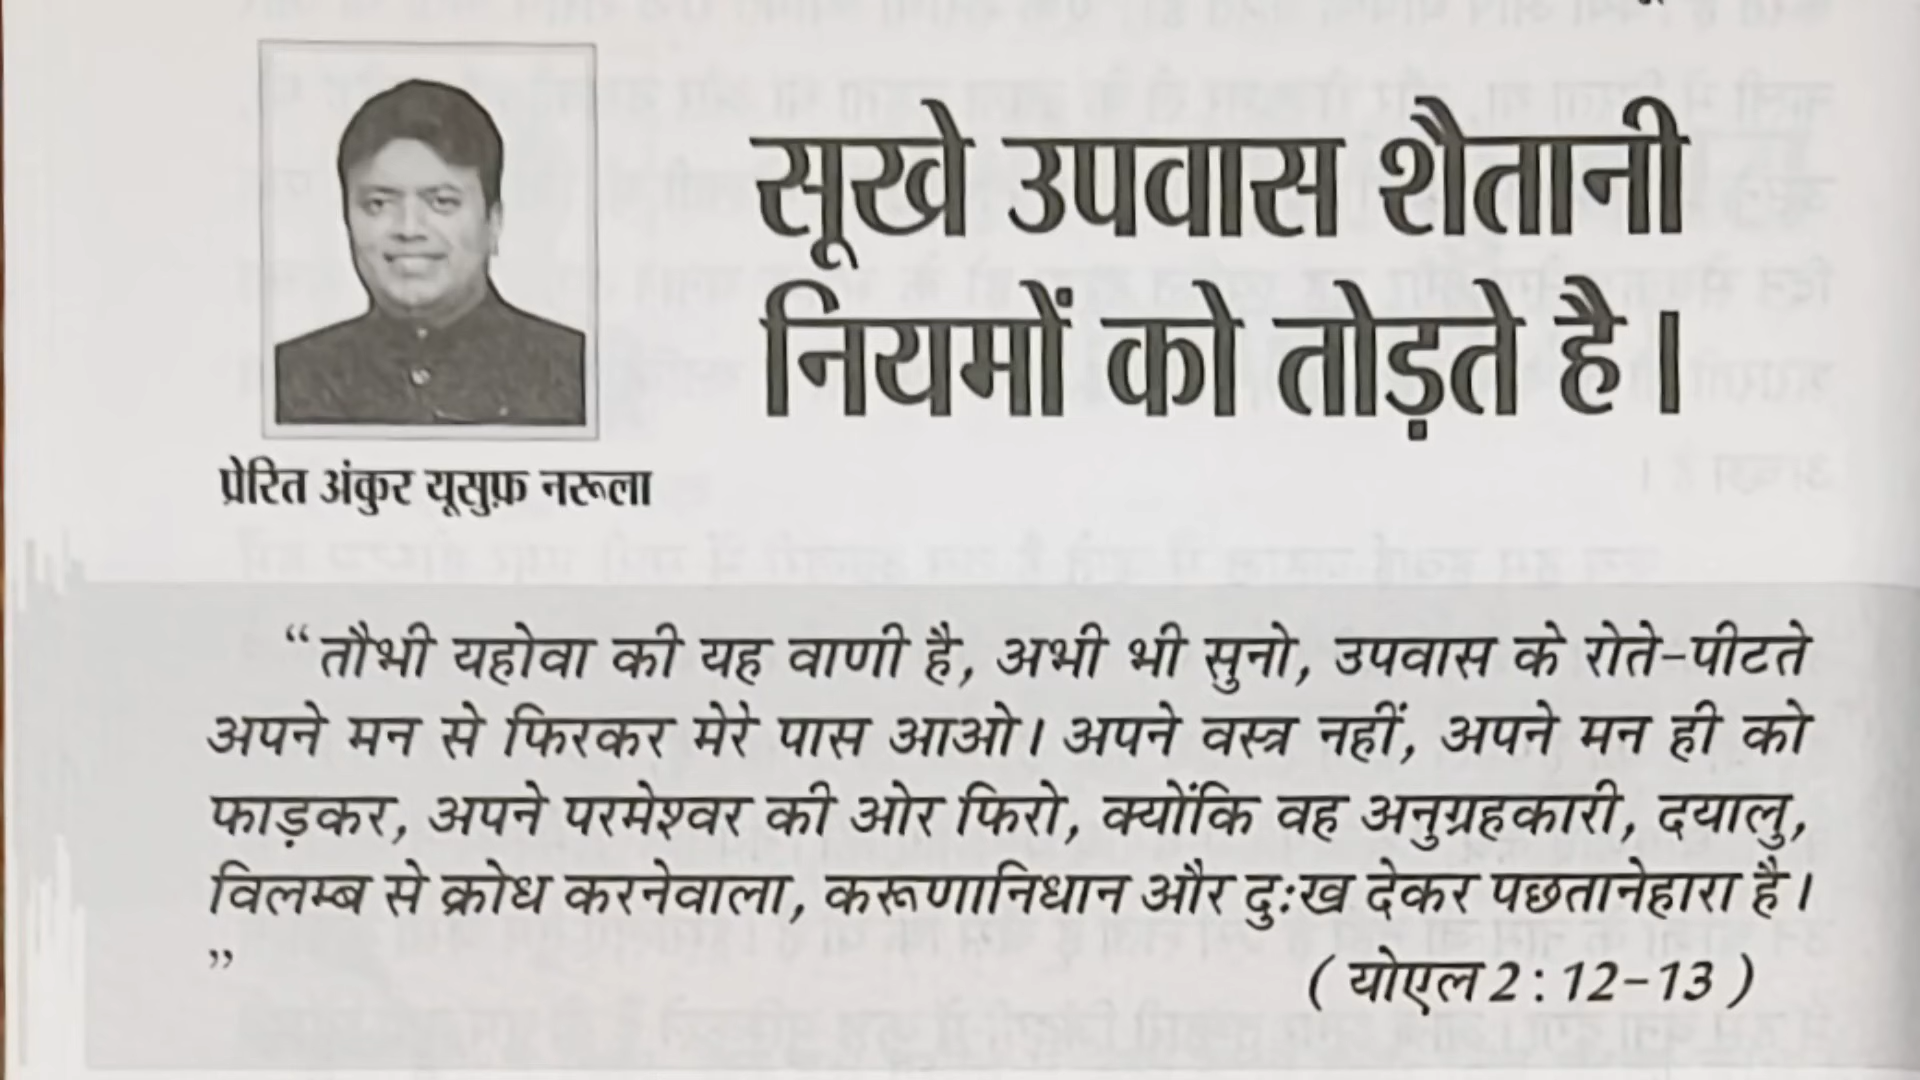 सूखे उपवास शैतानी
नियमों को तोड़ते है।
प्रेरित अंकुर यूसुफ़ नरूला
“तौभी यहोवा की यह वाणी है, अभी भी सुनो, उपवास के रोते-पीटते
अपने मन से फिरकर मेरे पास आओ। अपने वस्त्र नहीं, अपने मन ही को
फाड़कर, अपने परमेश्वर की ओर फिरो, क्योंकि वह अनुग्रहकारी, दयालु,
विलम्ब से क्रोध करनेवाला, करूणानिधान और दुःख देकर पछतानेहारा है।
” ( योएल 2 : 12-13 )